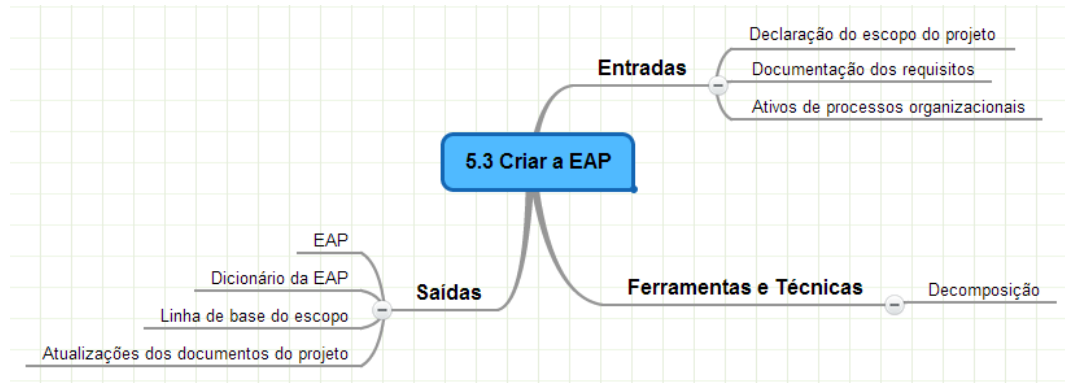 5.3 Criar a EAP
Entradas
Declaração do escopo do projeto
Documentação dos requisitos
Ativos de processos organizacionais
Ferramentas e Técnicas
Decomposição
Saídas
EAP
Dicionário da EAP
Linha de base do escopo
Atualizações dos documentos do projeto